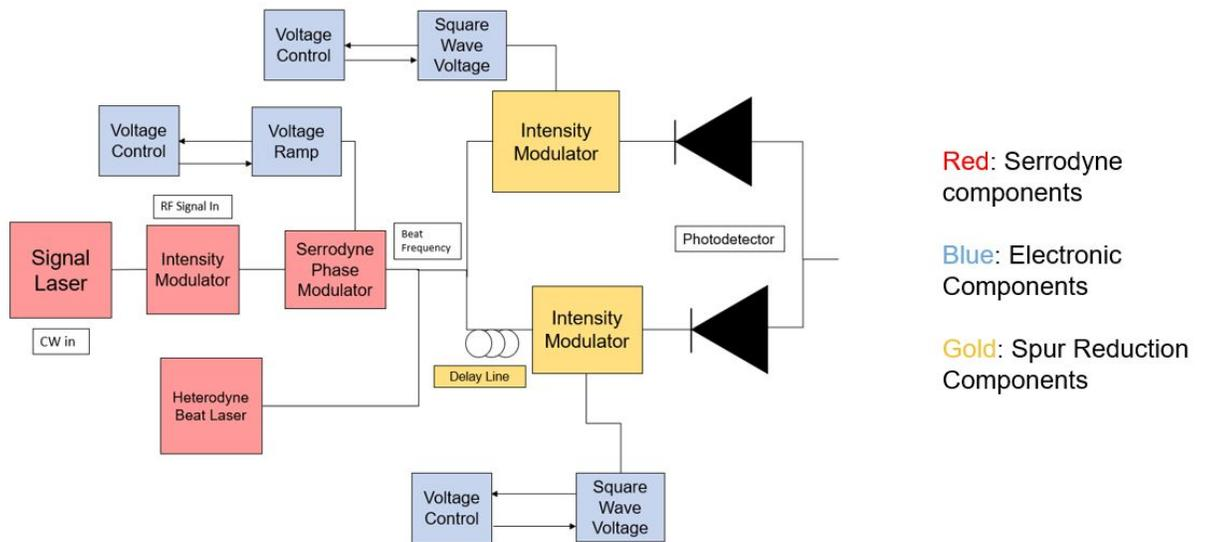 Voltage
Control
Square
Wave
Voltage
Voltage
Control
Voltage
Ramp
Intensity
Modulator
RF Signal In
Signal
Laser
Intensity
Modulator
Serrodyne
Phase
Modulator
Beat
Frequency
Photodetector
CW in
Intensity
Modulator
Delay Line
Heterodyne
Beat Laser
Voltage
Control
Square
Wave
Voltage
Red: Serrodyne
components
Blue: Electronic
Components
Gold: Spur Reduction
Components